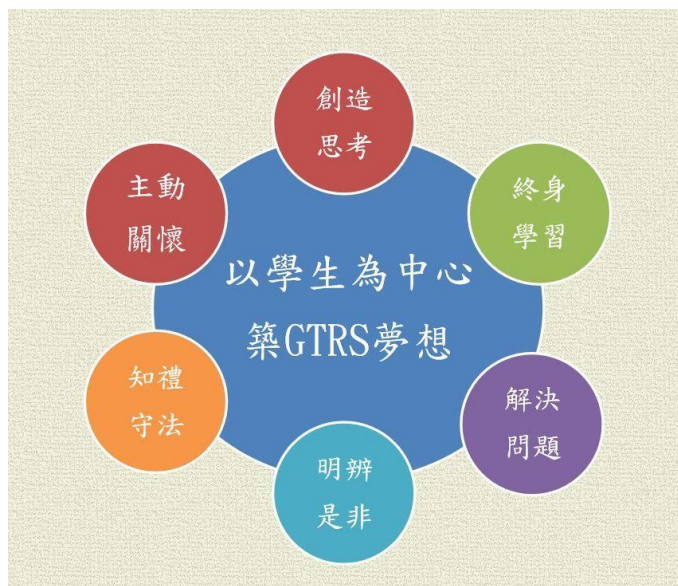 創造
思考
終身
學習
解決
問題
明辨
是非
知禮
守法
主動
關懷
以學生為中心
築GTRS夢想